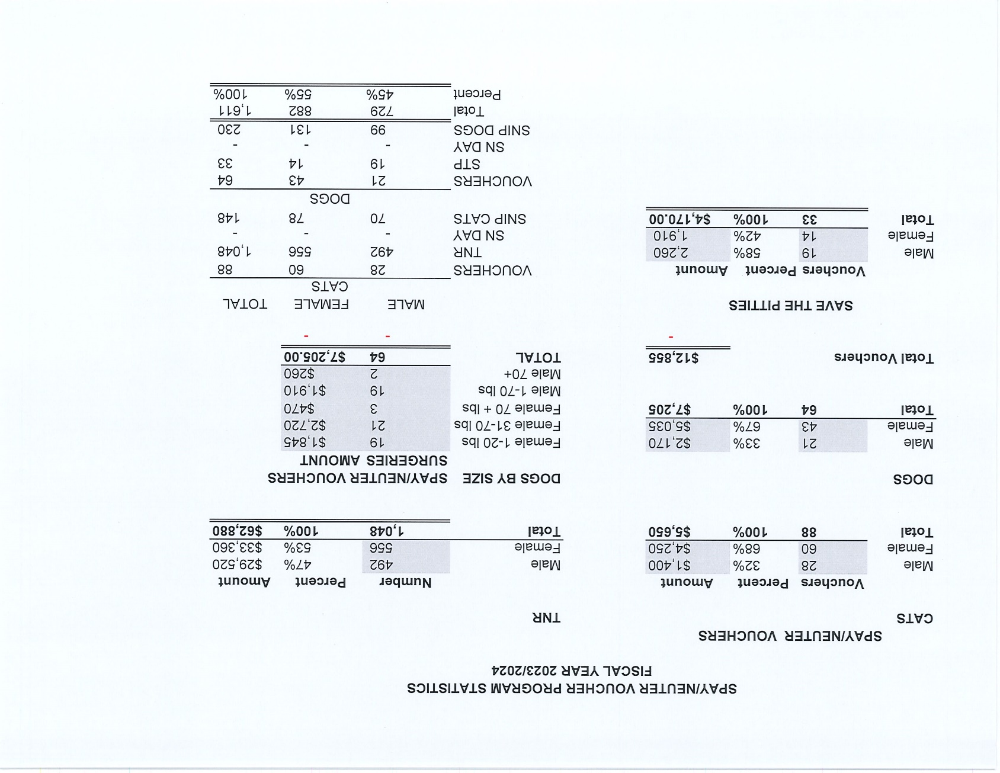 SPAY/NEUTER VOUCHER PROGRAM STATISTICS
FISCAL YEAR 2023/2024
SPAY/NEUTER VOUCHERS
CATS
Vouchers Percent Amount
Male 28 32% $1,400
Female 60 68% $4,250
Total 88 100% $5,650
DOGS
Male 21 33% $2,170
Female 43 67% $5,035
Total 64 100% $7,205
Total Vouchers $12,855
-
SAVE THE PITTIES
Vouchers Percent Amount
Male 19 58% 2,260
Female 14 42% 1,910
Total 33 100% $4,170.00
TNR
Number Percent Amount
Male 492 47% $29,520
Female 556 53% $33,360
Total 1,048 100% $62,880
DOGS BY SIZE SPAY/NEUTER VOUCHERS
SURGERIES AMOUNT
Female 1-20 lbs 19 $1,845
Female 31-70 lbs 21 $2,720
Female 70 + lbs 3 $470
Male 1-70 lbs 19 $1,910
Male 70+ 2 $260
TOTAL 64 $7,205.00
- -
MALE FEMALE TOTAL
CATS
VOUCHERS 28 60 88
TNR 492 556 1,048
SN DAY - - -
SNIP CATS 70 78 148
DOGS
VOUCHERS 21 43 64
STP 19 14 33
SN DAY - - -
SNIP DOGS 99 131 230
Total 729 882 1,611
Percent 45% 55% 100%